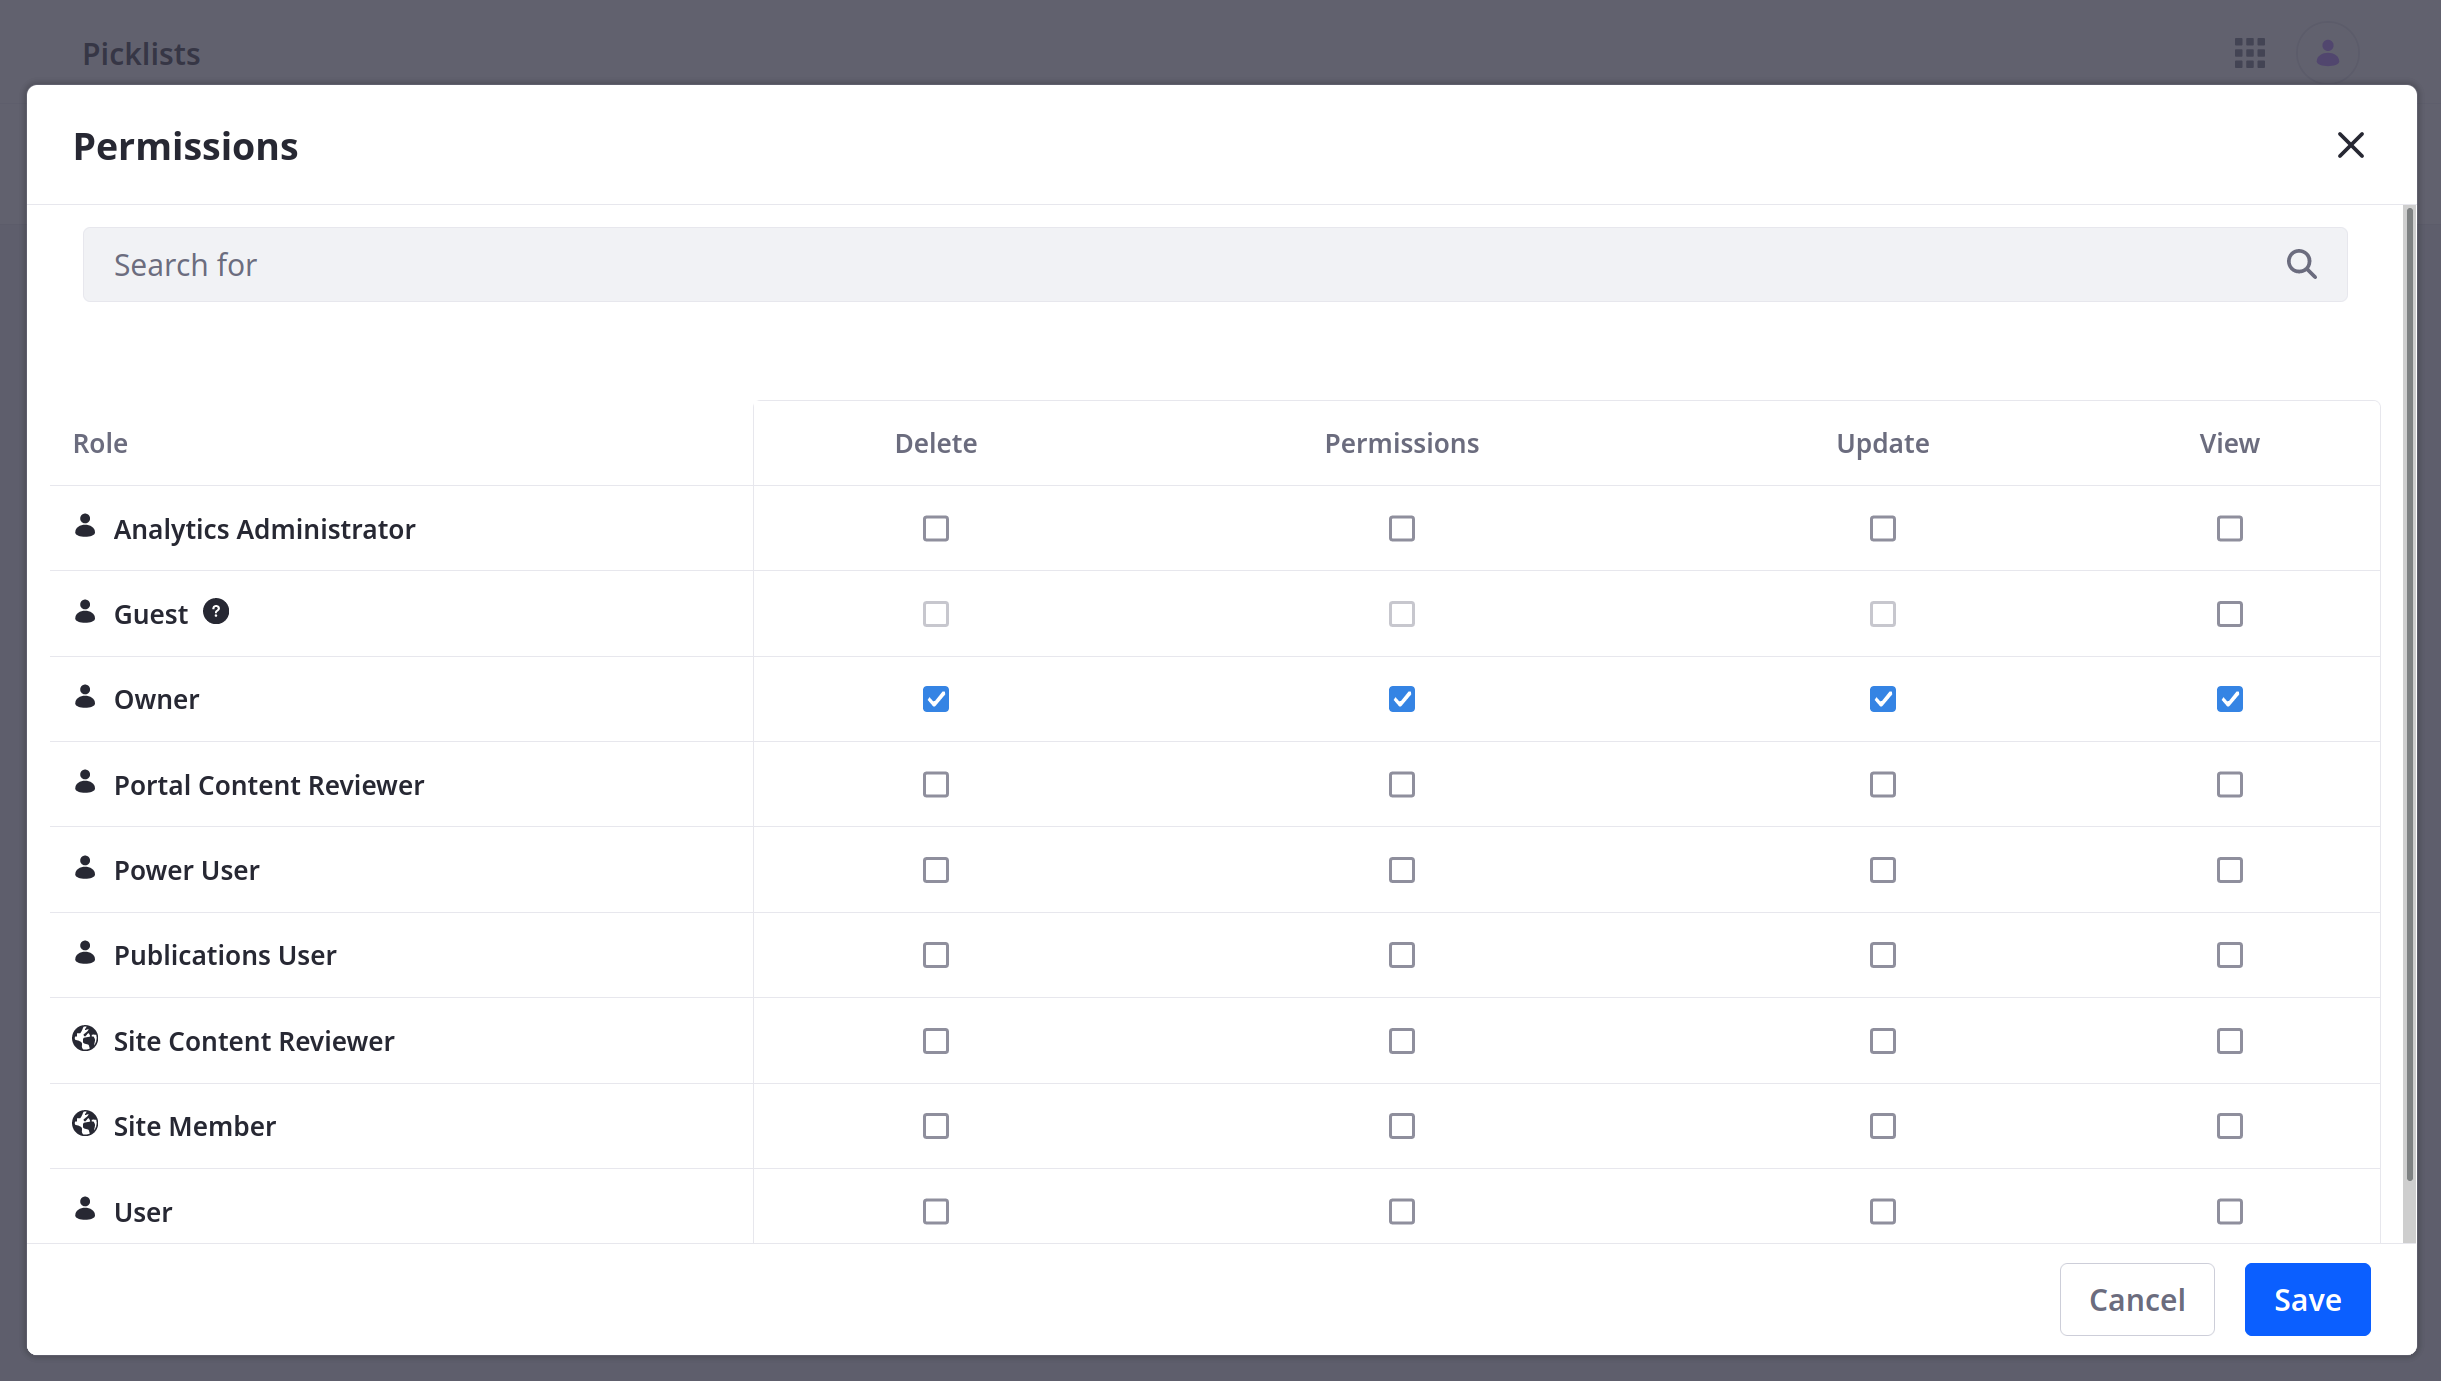 Picklists
Permissions
Search for
Role Delete Permissions Update View
Analytics Administrator
Guest ?
Owner
Portal Content Reviewer
Power User
Publications User
Site Content Reviewer
Site Member
User
Cancel Save